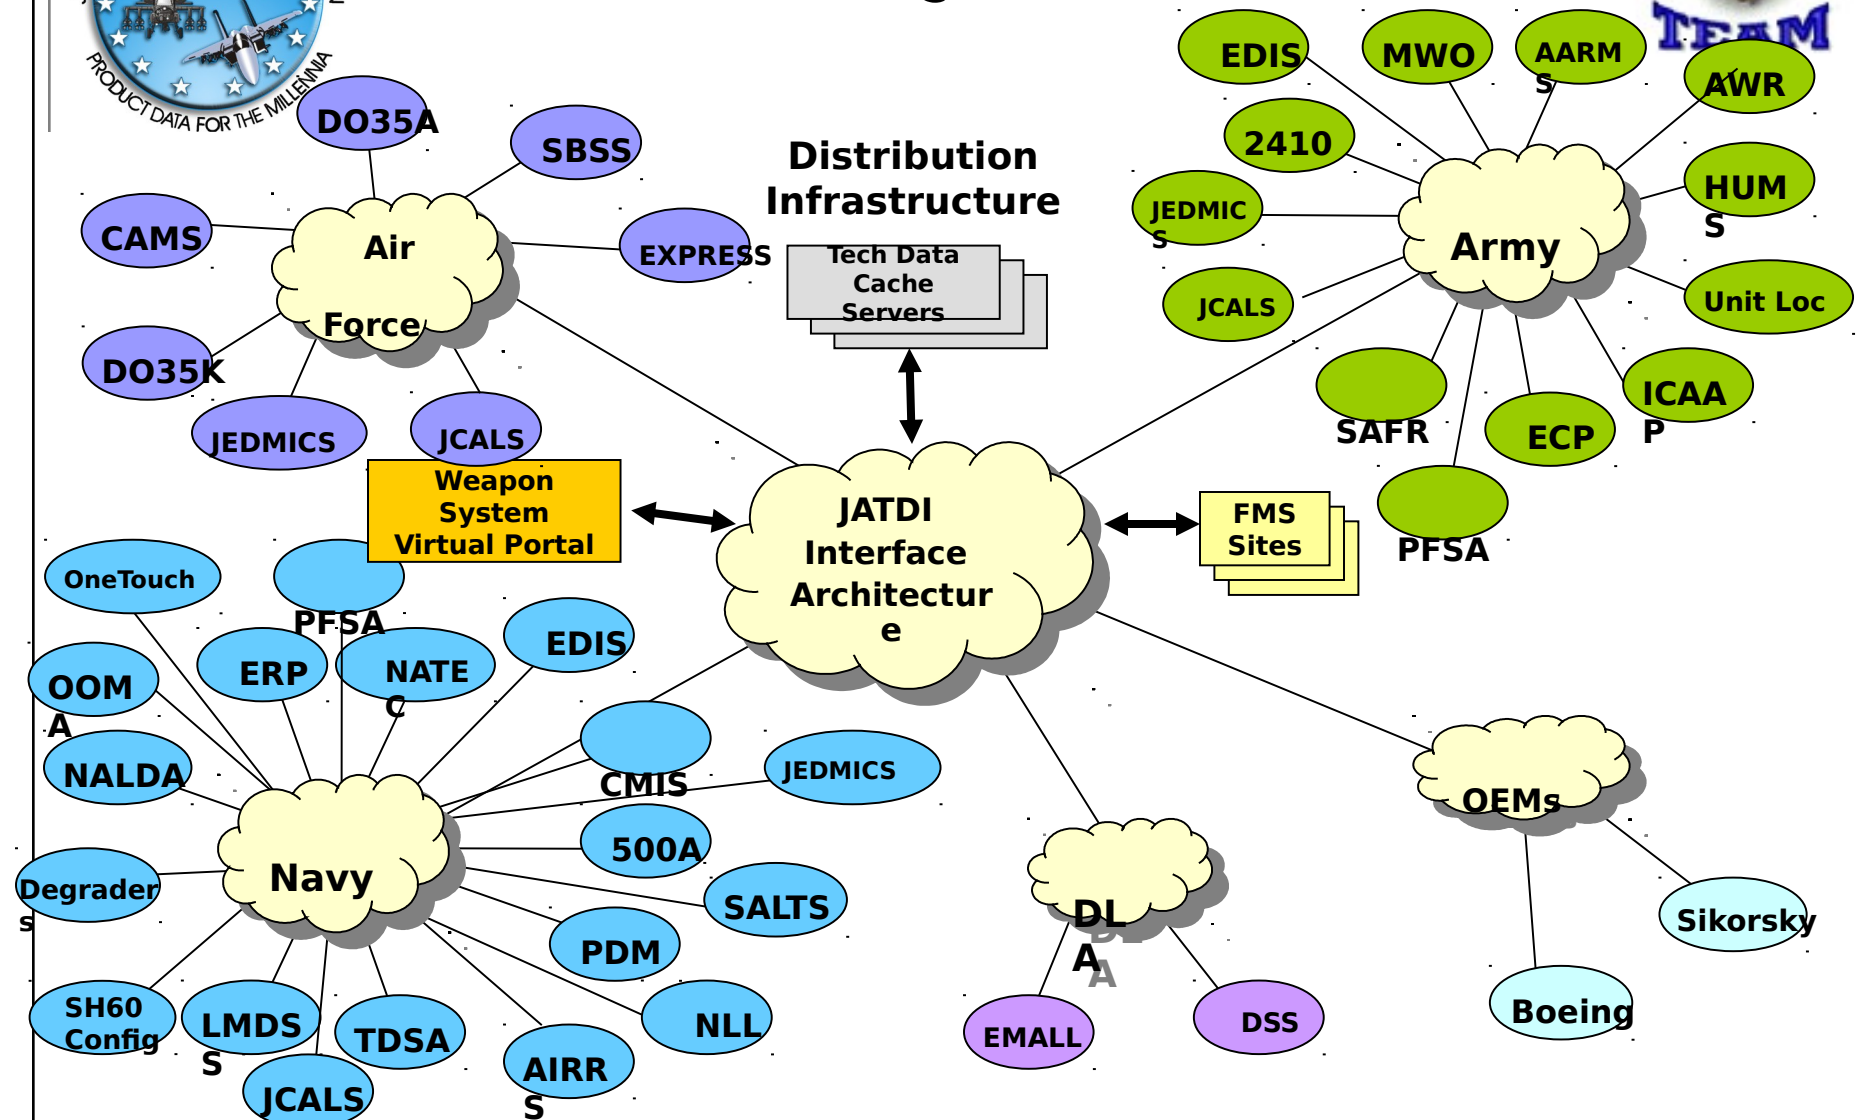 PRODUCT DATA FOR THE MILLENNIA
TEAM
DO35A
SBSS
CAMS
EXPRESS
Air
Force
DO35K
JEDMICS
JCALS
Distribution
Infrastructure
Tech Data
Cache
Servers
EDIS
MWO
AARM
S
AWR
2410
HUM
S
JEDMIC
S
Army
JCALS
Unit Loc
SAFR
ICAA
P
ECP
PFSA
Weapon
System
Virtual Portal
JATDI
Interface
Architectur
e
FMS
Sites
OneTouch
PFSA
EDIS
OOM
A
ERP
NATE
C
NALDA
CMIS
JEDMICS
500A
Navy
Degrader
s
SALTS
PDM
SH60
Config
LMDS
S
TDSA
NLL
JCALS
AIRR
S
OEMs
DL
A
Sikorsky
Boeing
EMALL
DSS